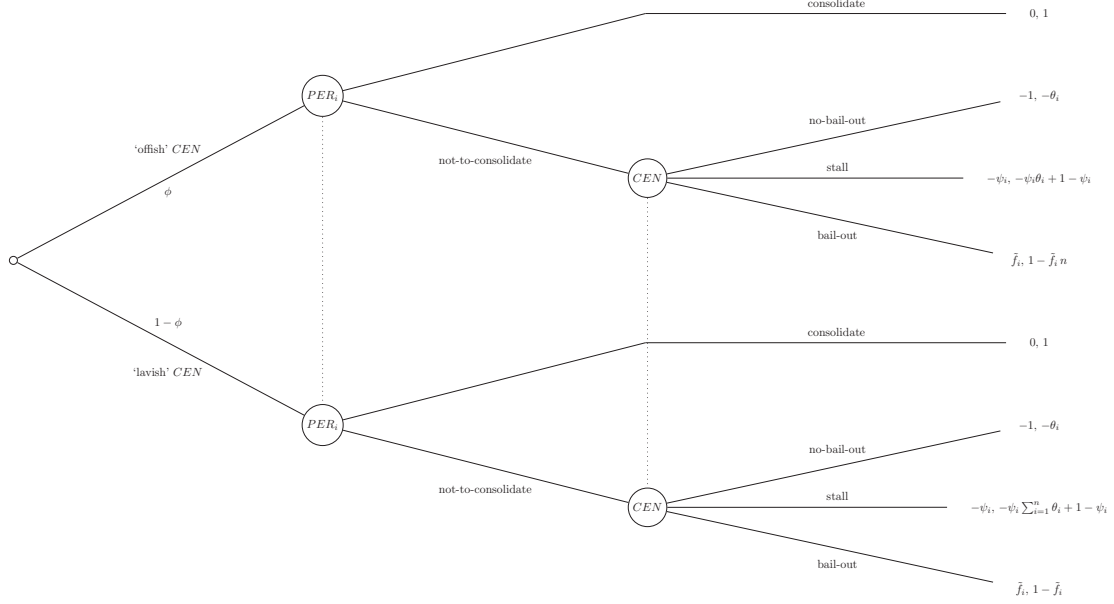 consolidate
0, 1
PER_i
−1, −θ_i
no-bail-out
'offish' CEN
not-to-consolidate
CEN
stall
−ψ_i, −ψ_iθ_i + 1 − ψ_i
ϕ
bail-out
f̃_i, 1 − f̃_i n
1 − ϕ
consolidate
0, 1
'lavish' CEN
PER_i
−1, −θ_i
no-bail-out
not-to-consolidate
stall
CEN
−ψ_i, −ψ_i ∑_{i=1}^{n} θ_i + 1 − ψ_i
bail-out
f̃_i, 1 − f̃_i